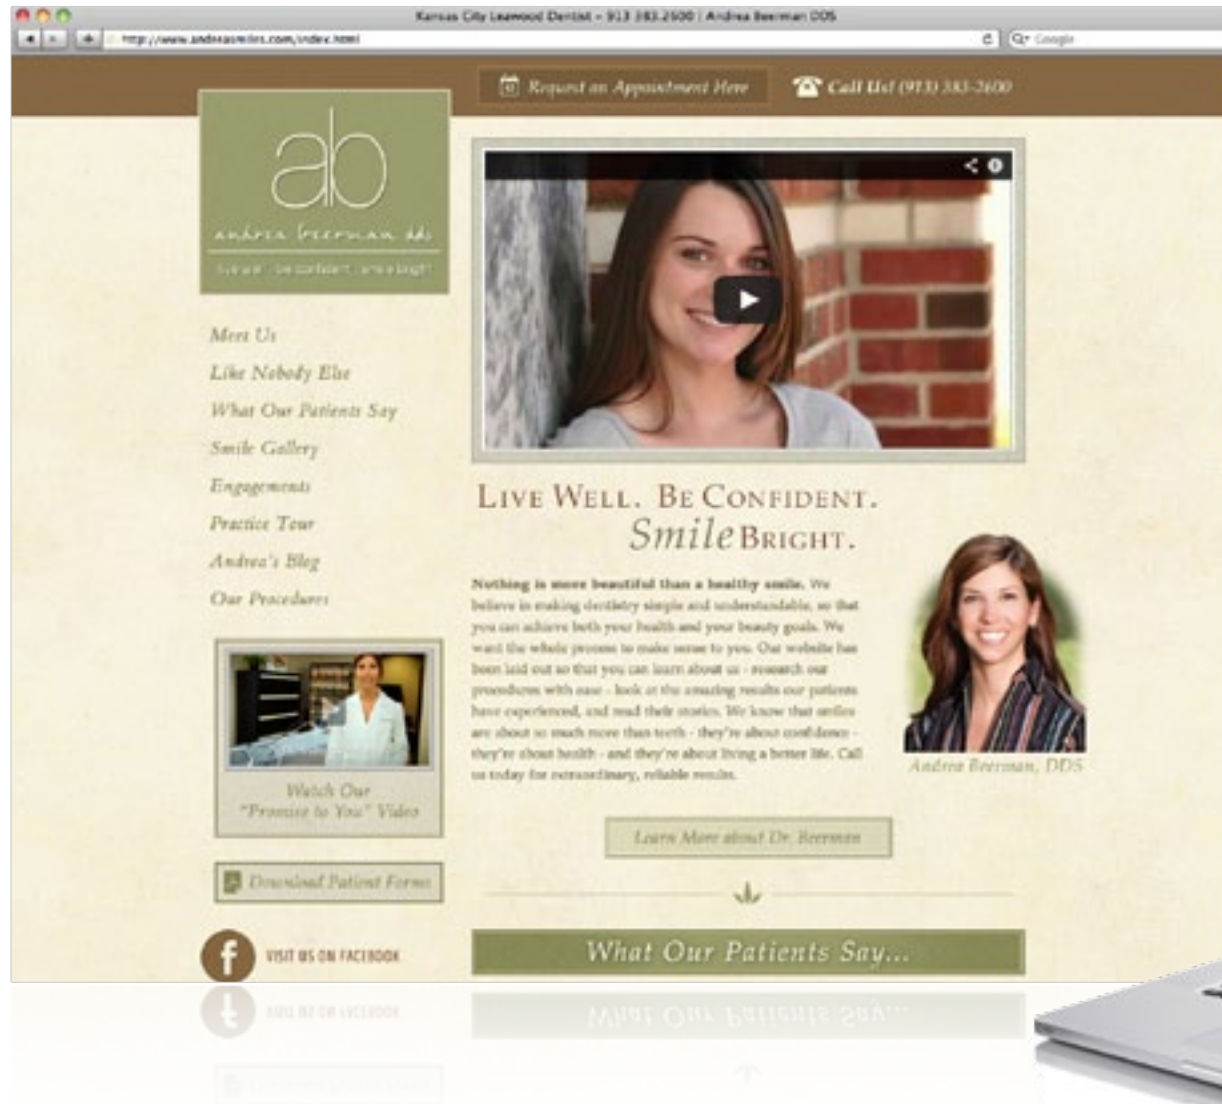 Kansas City Leawood Dentist - 913 383.2600 | Andrea Beerman DDS
http://www.andreasmiles.com/index.html
Google
Request an Appointment Here
Call Us! (913) 383-2600
ab
andrea beerman dds
live well · be confident · smile bright
Meet Us
Like Nobody Else
What Our Patients Say
Smile Gallery
Engagements
Practice Tour
Andrea's Blog
Our Procedures
Watch Our
"Promise to You" Video
Download Patient Forms
f
VISIT US ON FACEBOOK
LIVE WELL. BE CONFIDENT.
Smile BRIGHT.
Nothing is more beautiful than a healthy smile. We
believe in making dentistry simple and understandable, so that
you can achieve both your health and your beauty goals. We
want the whole process to make sense to you. Our website has
been laid out so that you can learn about us - research our
procedures with ease - look at the amazing results our patients
have experienced, and read their stories. We know that smiles
are about so much more than teeth - they're about confidence -
they're about health - and they're about living a better life. Call
us today for extraordinary, reliable results.
Andrea Beerman, DDS
Learn More about Dr. Beerman
What Our Patients Say...